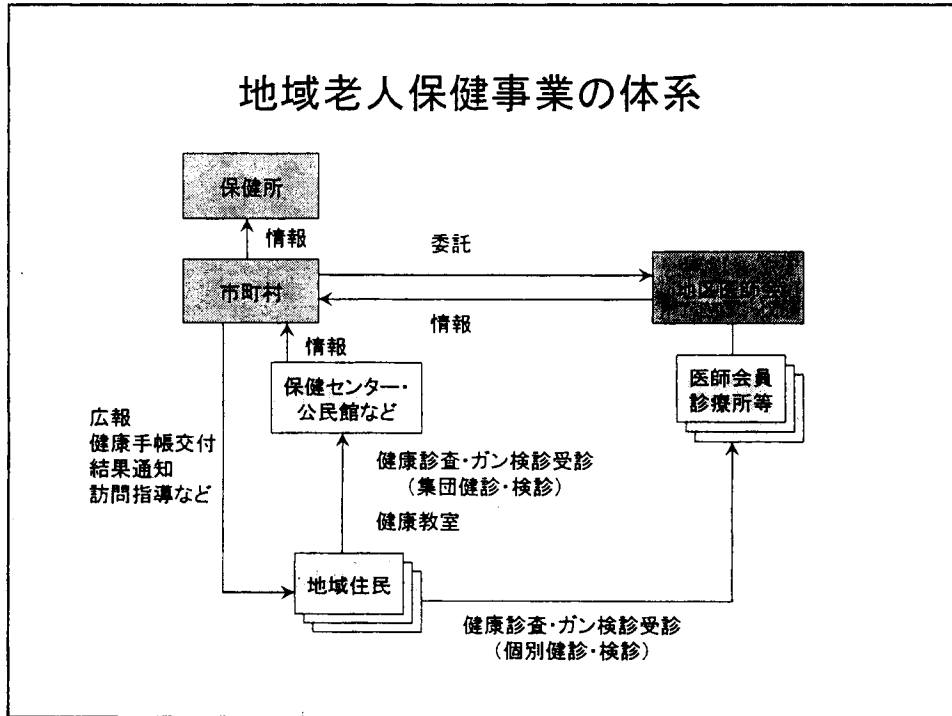 地域老人保健事業の体系
保健所
情報
委託
市町村
地区医師会
情報
情報
保健センター・
公民館など
医師会員
診療所等
広報
健康手帳交付
結果通知
訪問指導など
健康診査・ガン検診受診
(集団健診・検診)
健康教室
地域住民
健康診査・ガン検診受診
(個別健診・検診)